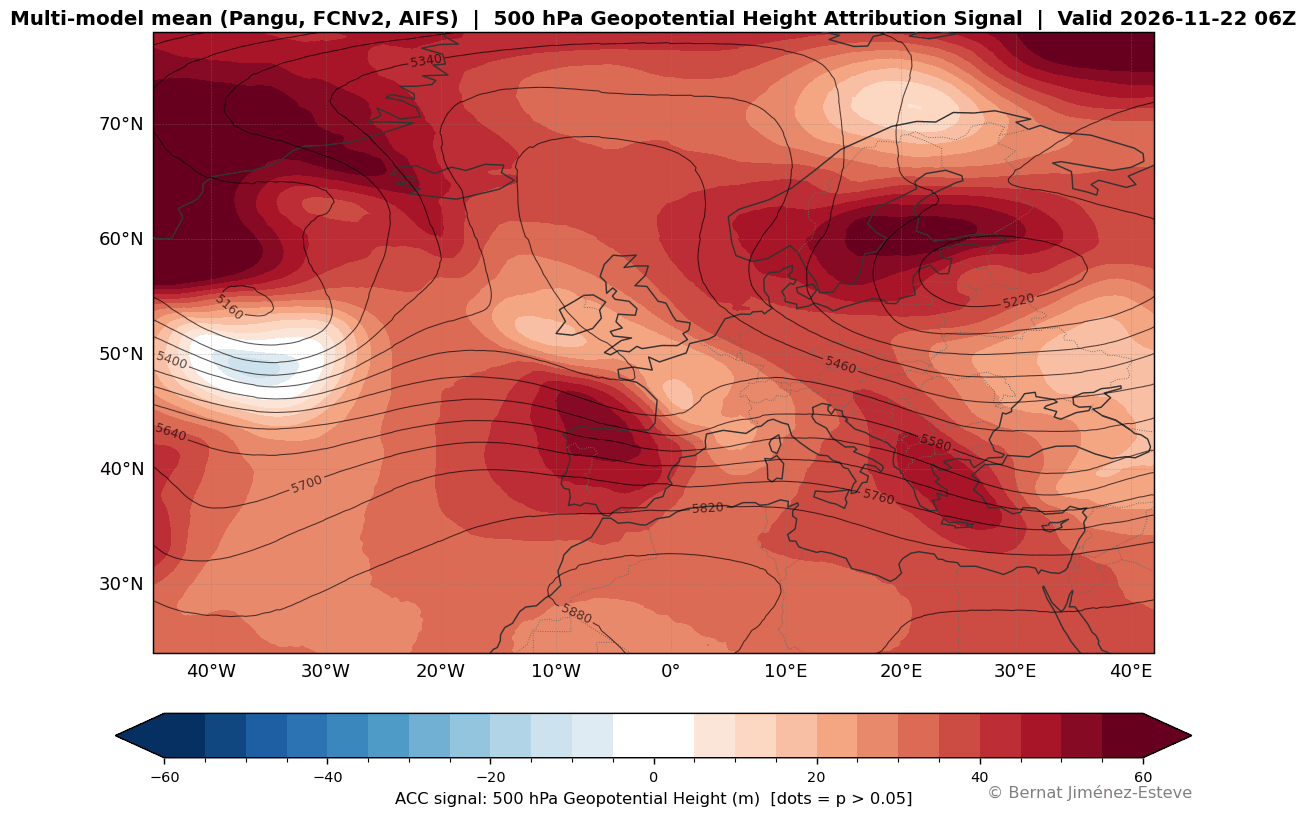 Multi-model mean (Pangu, FCNv2, AIFS)  |  500 hPa Geopotential Height Attribution Signal  |  Valid 2026-11-22 06Z
5340
70°N
60°N
5160
5220
50°N
5400
5460
5640
5580
40°N
5700
5760
5820
30°N
5880
40°W 30°W 20°W 10°W 0° 10°E 20°E 30°E 40°E
−60 −40 −20 0 20 40 60
ACC signal: 500 hPa Geopotential Height (m)  [dots = p > 0.05]
© Bernat Jiménez-Esteve